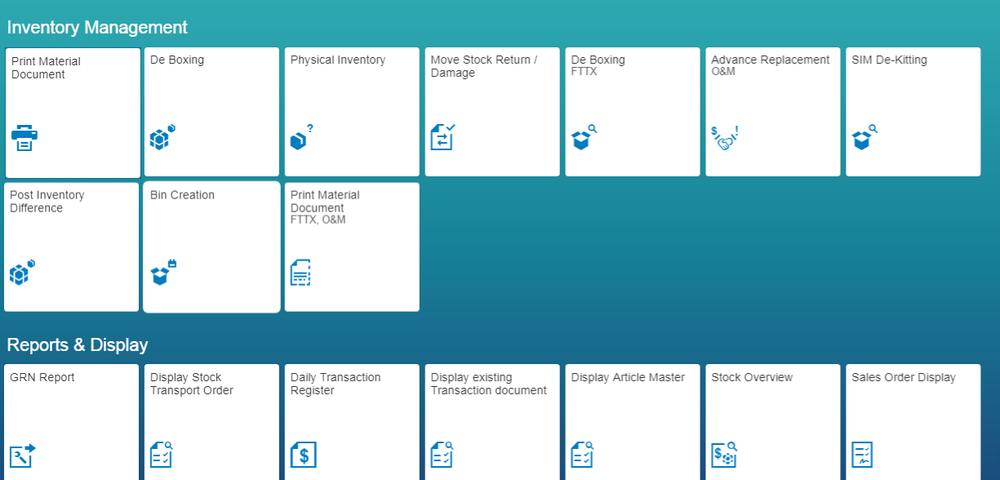 Inventory Management
Print Material
Document
De Boxing
Physical Inventory
Move Stock Return /
Damage
De Boxing
FTTX
Advance Replacement
O&M
SIM De-Kitting
Post Inventory
Difference
Bin Creation
Print Material
Document
FTTX, O&M
Reports & Display
GRN Report
Display Stock
Transport Order
Daily Transaction
Register
Display existing
Transaction document
Display Article Master
Stock Overview
Sales Order Display